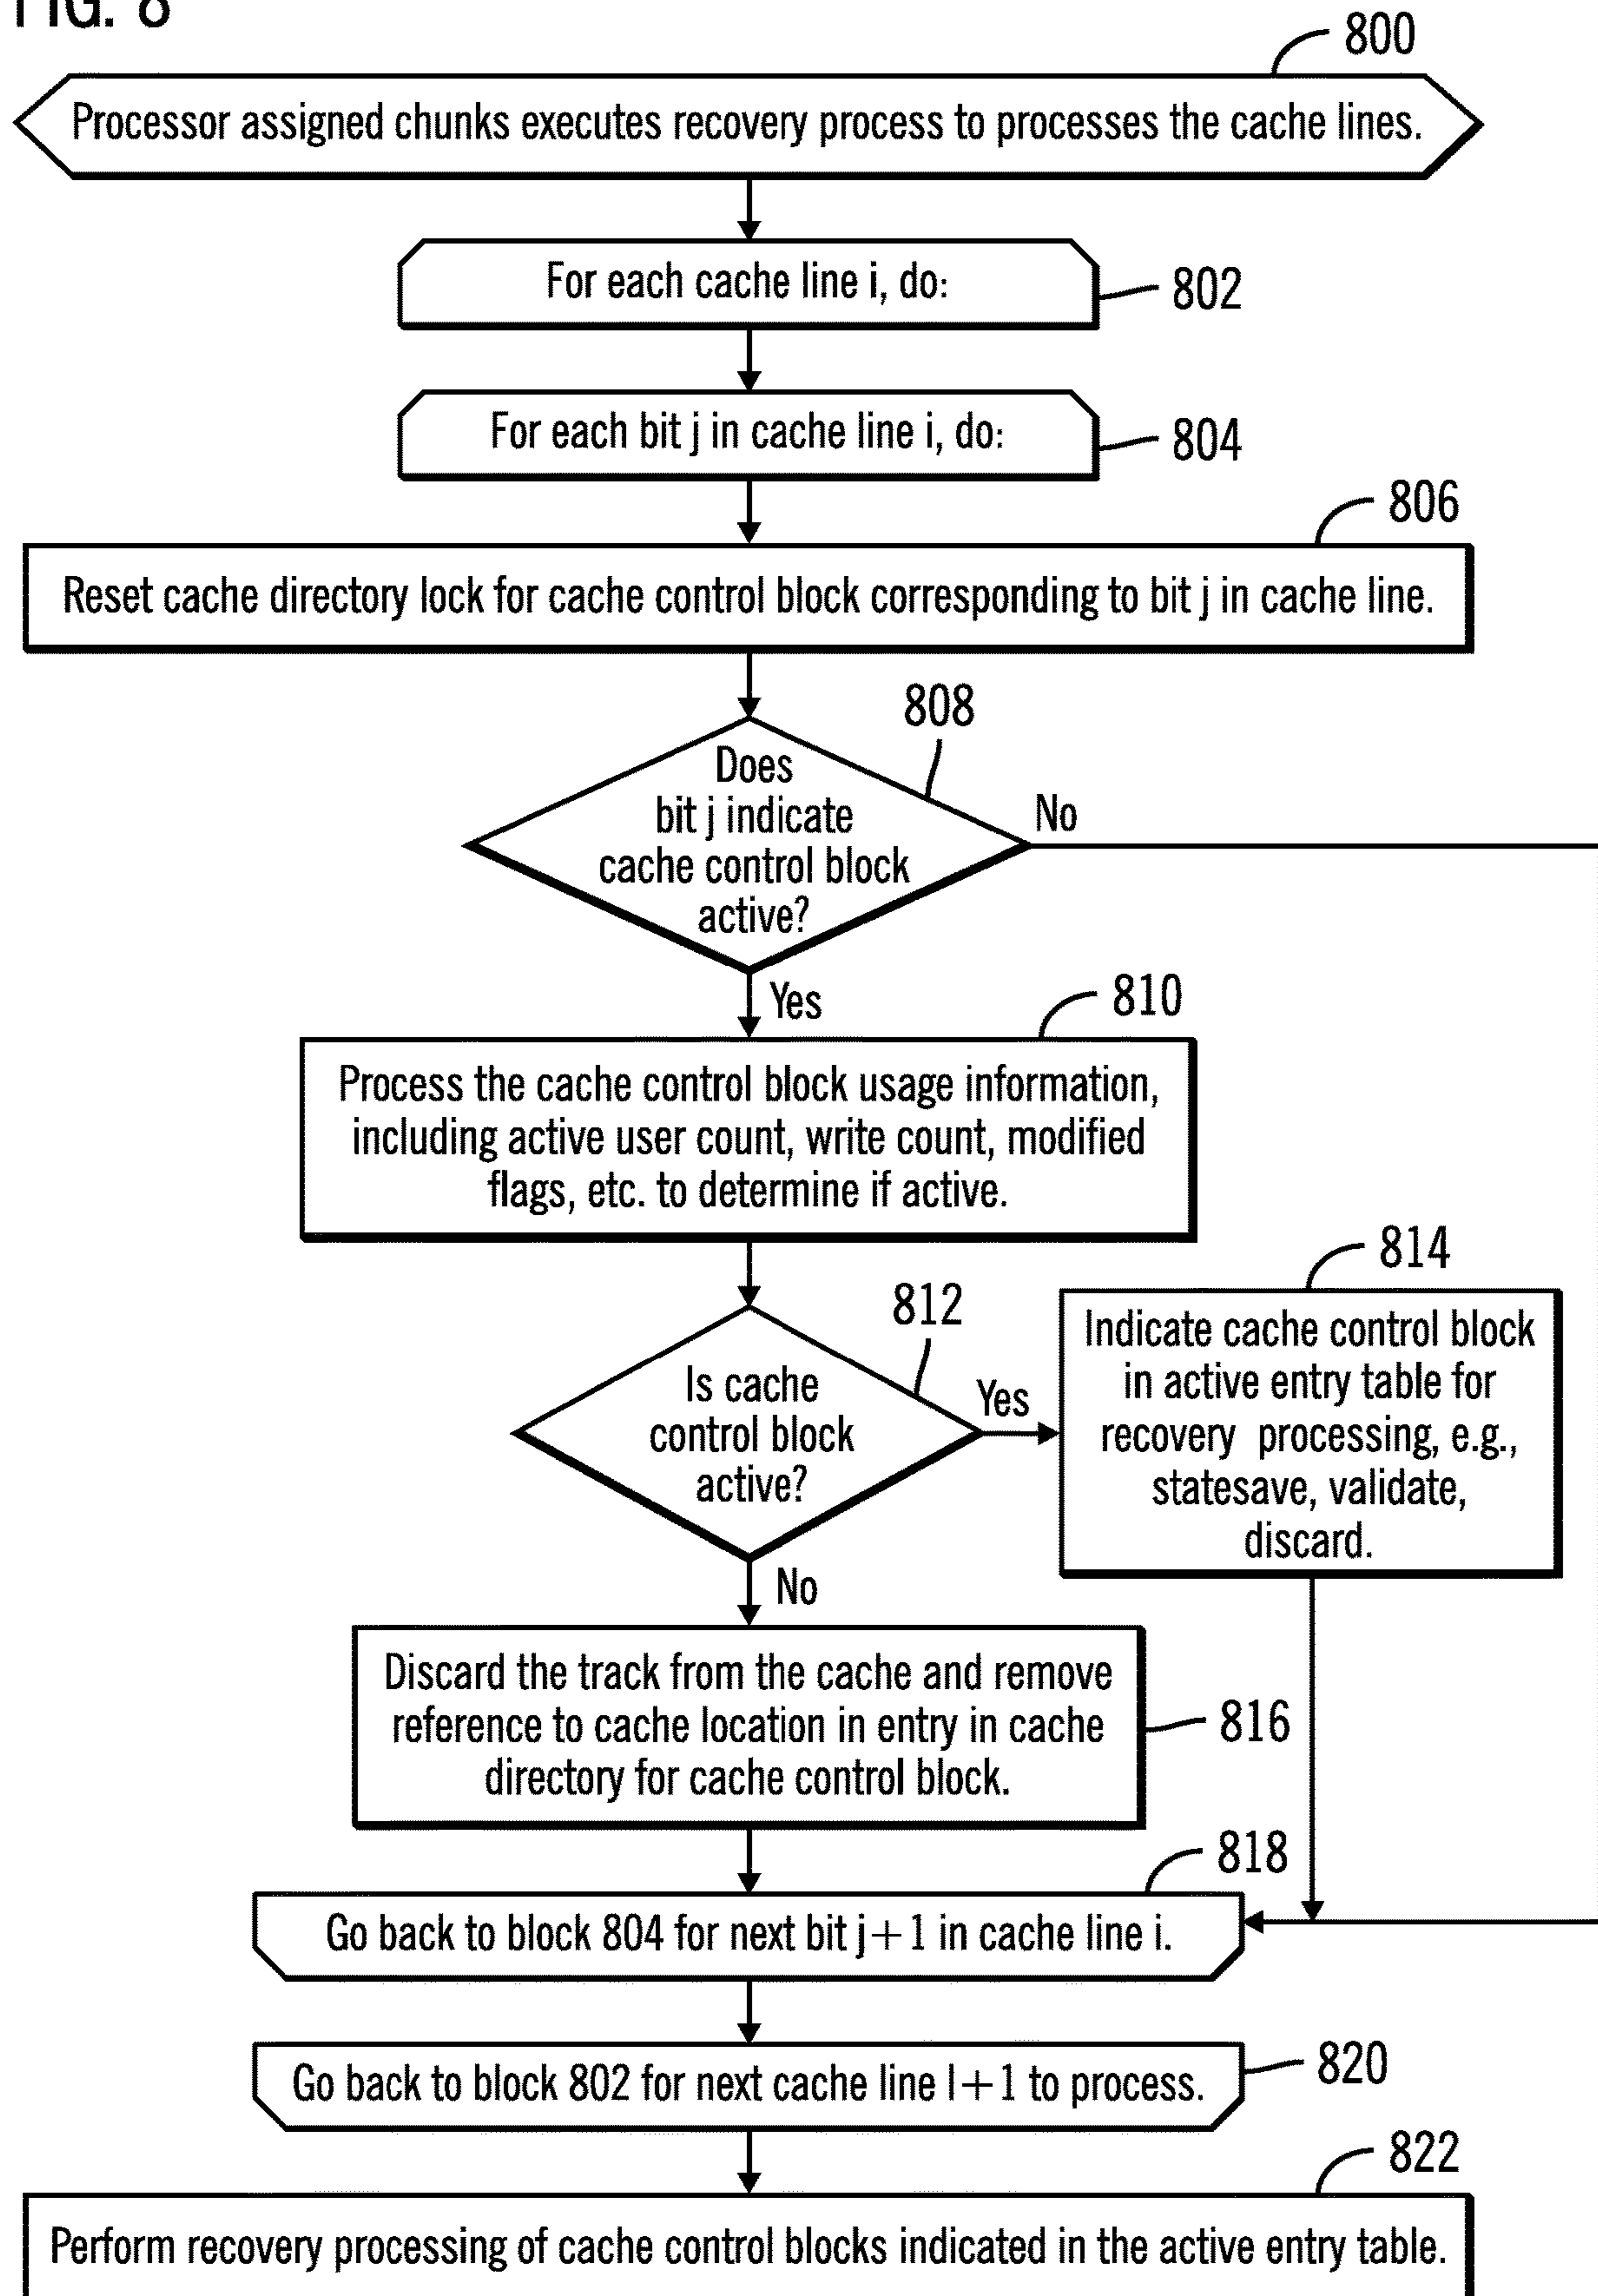 FIG. 8
800
Processor assigned chunks executes recovery process to processes the cache lines.
For each cache line i, do:
802
For each bit j in cache line i, do:
804
806
Reset cache directory lock for cache control block corresponding to bit j in cache line.
808
Does
bit j indicate
cache control block
active?
No
Yes
810
Process the cache control block usage information,
including active user count, write count, modified
flags, etc. to determine if active.
812
Is cache
control block
active?
Yes
814
Indicate cache control block
in active entry table for
recovery processing, e.g.,
statesave, validate,
discard.
No
Discard the track from the cache and remove
reference to cache location in entry in cache
directory for cache control block.
816
818
Go back to block 804 for next bit j+1 in cache line i.
Go back to block 802 for next cache line I+1 to process.
820
822
Perform recovery processing of cache control blocks indicated in the active entry table.